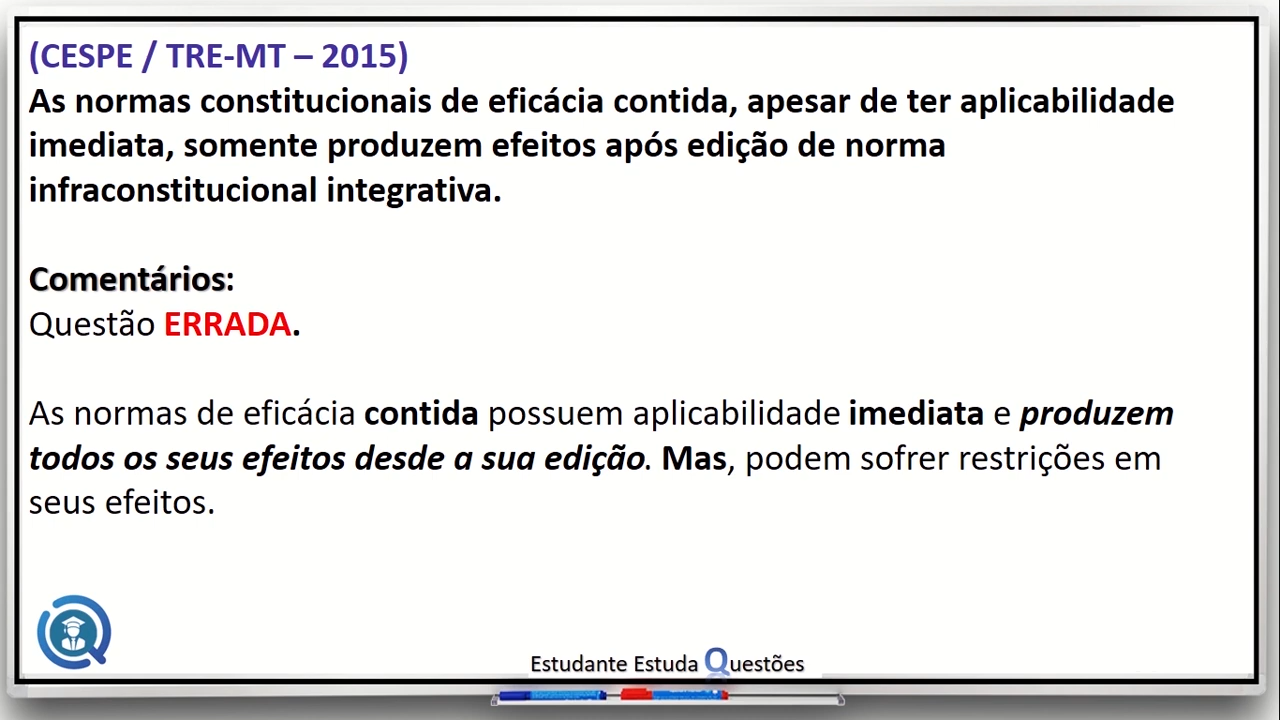 (CESPE / TRE-MT – 2015)
As normas constitucionais de eficácia contida, apesar de ter aplicabilidade
imediata, somente produzem efeitos após edição de norma
infraconstitucional integrativa.
Comentários:
Questão ERRADA.
As normas de eficácia contida possuem aplicabilidade imediata e produzem
todos os seus efeitos desde a sua edição. Mas, podem sofrer restrições em
seus efeitos.
Estudante Estuda Questões